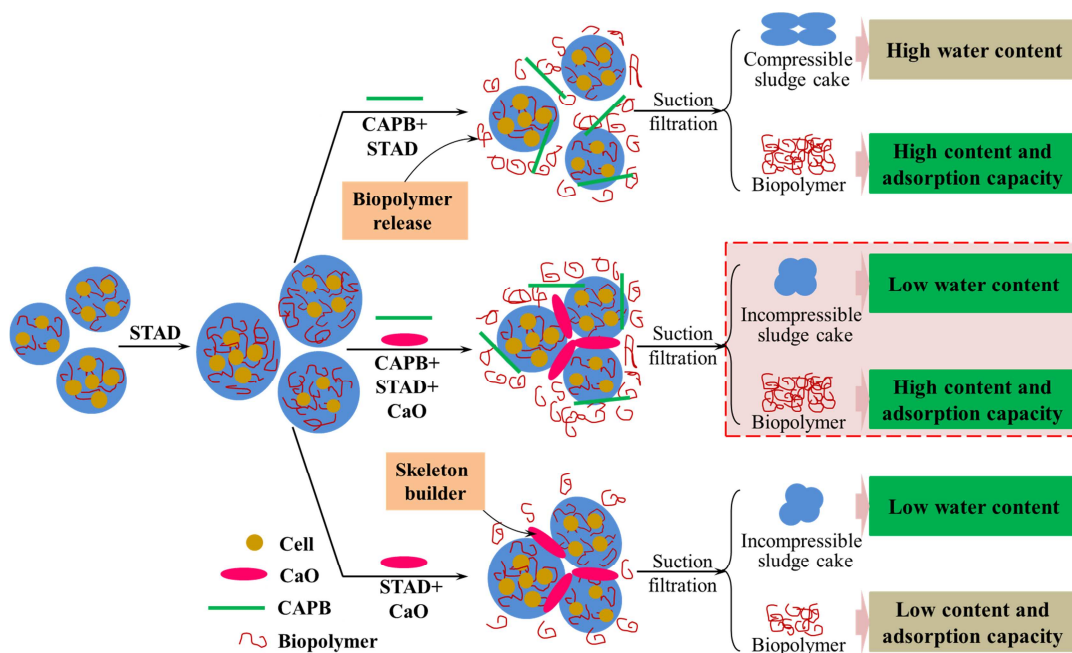 CAPB+
STAD
Biopolymer
release
Suction
filtration
Compressible
sludge cake
High water content
Biopolymer
High content and
adsorption capacity
STAD
CAPB+
STAD+
CaO
Suction
filtration
Incompressible
sludge cake
Low water content
Biopolymer
High content and
adsorption capacity
Skeleton
builder
STAD+
CaO
Suction
filtration
Incompressible
sludge cake
Low water content
Biopolymer
Low content and
adsorption capacity
Cell
CaO
CAPB
Biopolymer